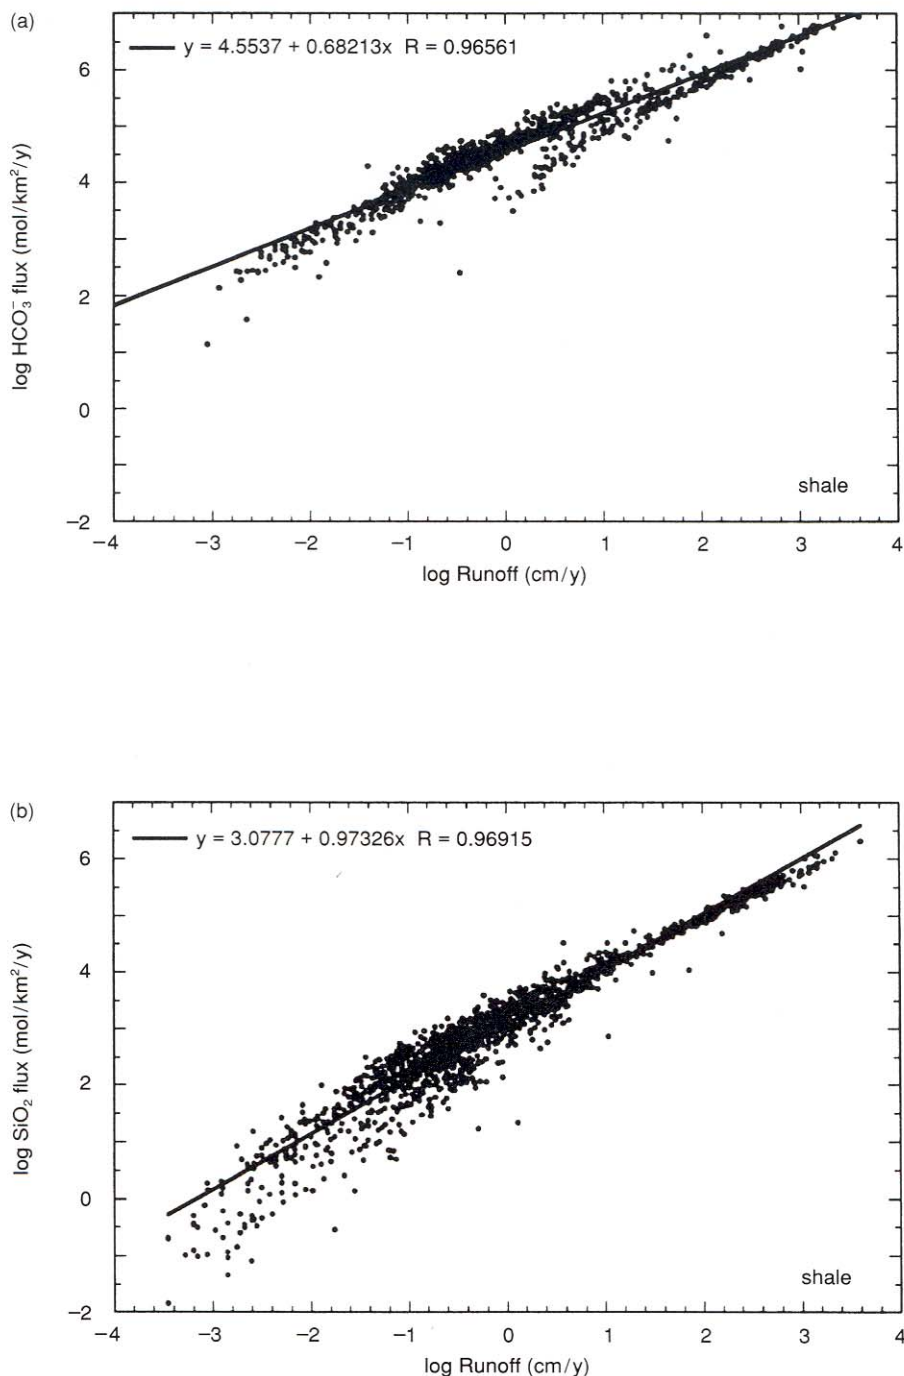 (a)
y = 4.5537 + 0.68213x R = 0.96561
6
4
2
0
−2
log HCO₃⁻ flux (mol/km²/y)
shale
−4 −3 −2 −1 0 1 2 3 4
log Runoff (cm/y)
(b)
y = 3.0777 + 0.97326x R = 0.96915
6
4
2
0
−2
log SiO₂ flux (mol/km²/y)
shale
−4 −3 −2 −1 0 1 2 3 4
log Runoff (cm/y)